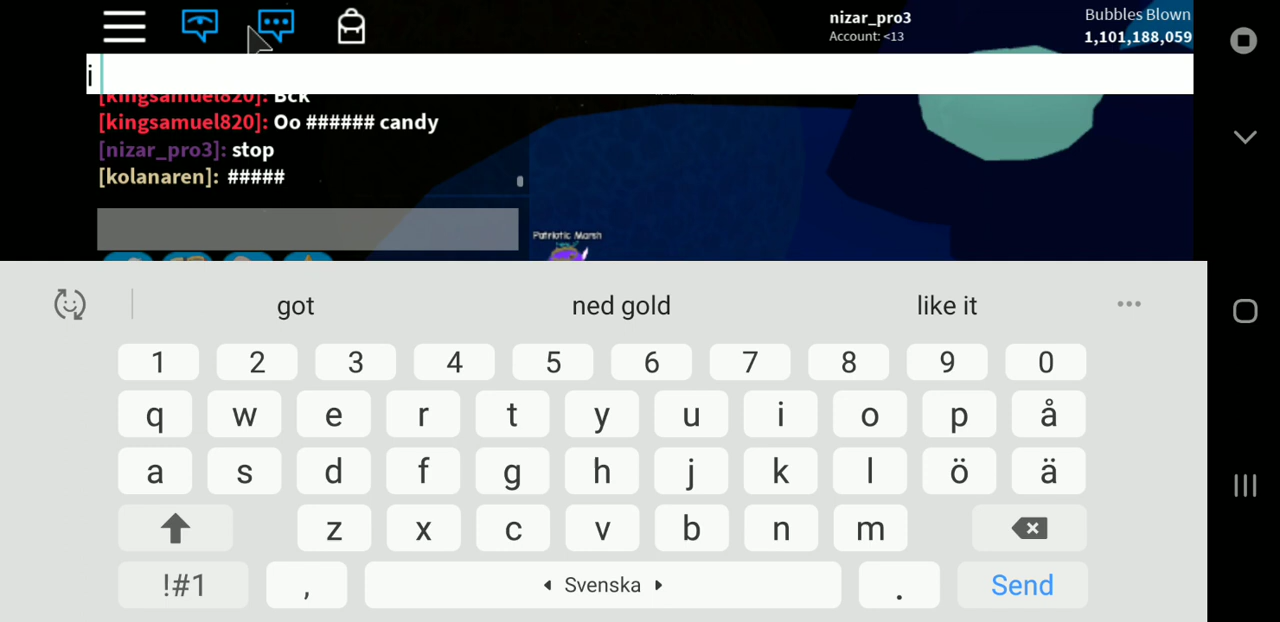 nizar_pro3
Account: <13
Bubbles Blown
1,101,188,059
i
[kingsamuel820]: Bck
[kingsamuel820]: Oo ###### candy
[nizar_pro3]: stop
[kolanaren]: #####
Patriotic Marsh
got ned gold like it
1 2 3 4 5 6 7 8 9 0
q w e r t y u i o p å
a s d f g h j k l ö ä
z x c v b n m
!#1 , Svenska . Send